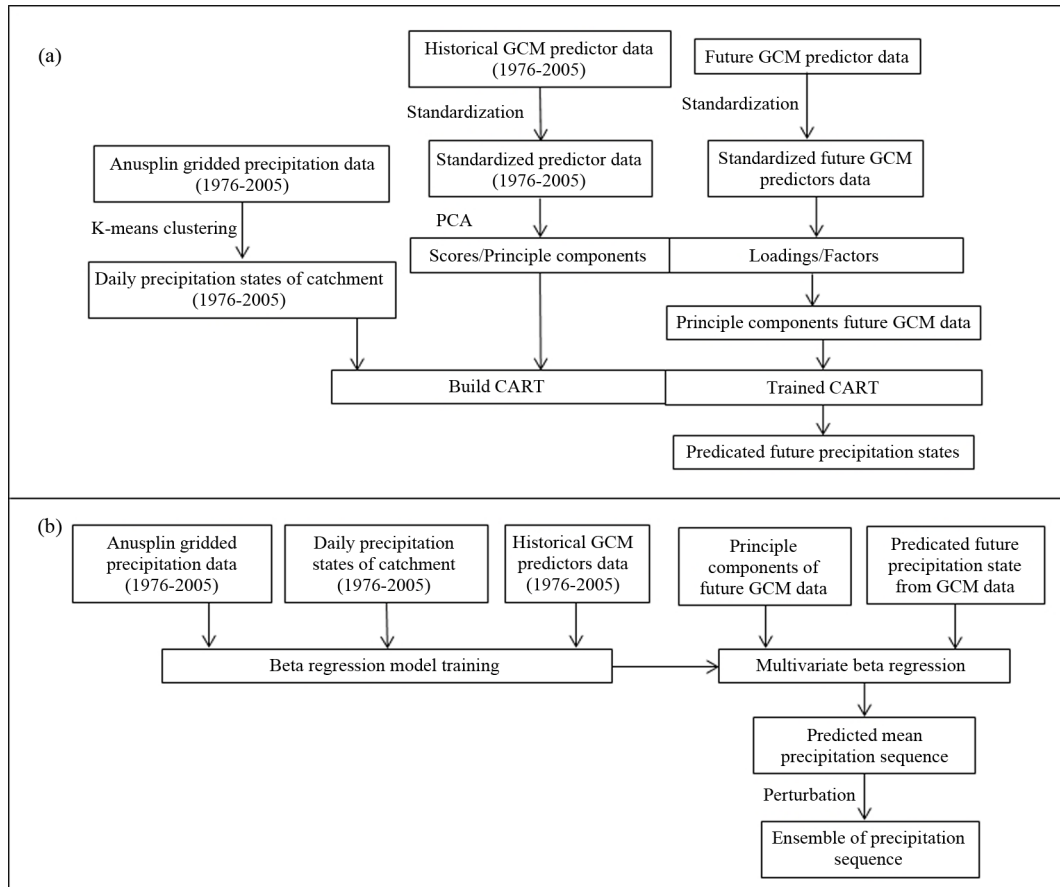 (a)
Historical GCM predictor data
(1976-2005)
Future GCM predictor data
Standardization
Standardization
Anusplin gridded precipitation data
(1976-2005)
Standardized predictor data
(1976-2005)
Standardized future GCM
predictors data
K-means clustering
PCA
Scores/Principle components
Loadings/Factors
Daily precipitation states of catchment
(1976-2005)
Principle components future GCM data
Build CART
Trained CART
Predicated future precipitation states
(b)
Anusplin gridded
precipitation data
(1976-2005)
Daily precipitation
states of catchment
(1976-2005)
Historical GCM
predictors data
(1976-2005)
Principle
components of
future GCM data
Predicated future
precipitation state
from GCM data
Beta regression model training
Multivariate beta regression
Predicted mean
precipitation sequence
Perturbation
Ensemble of precipitation
sequence